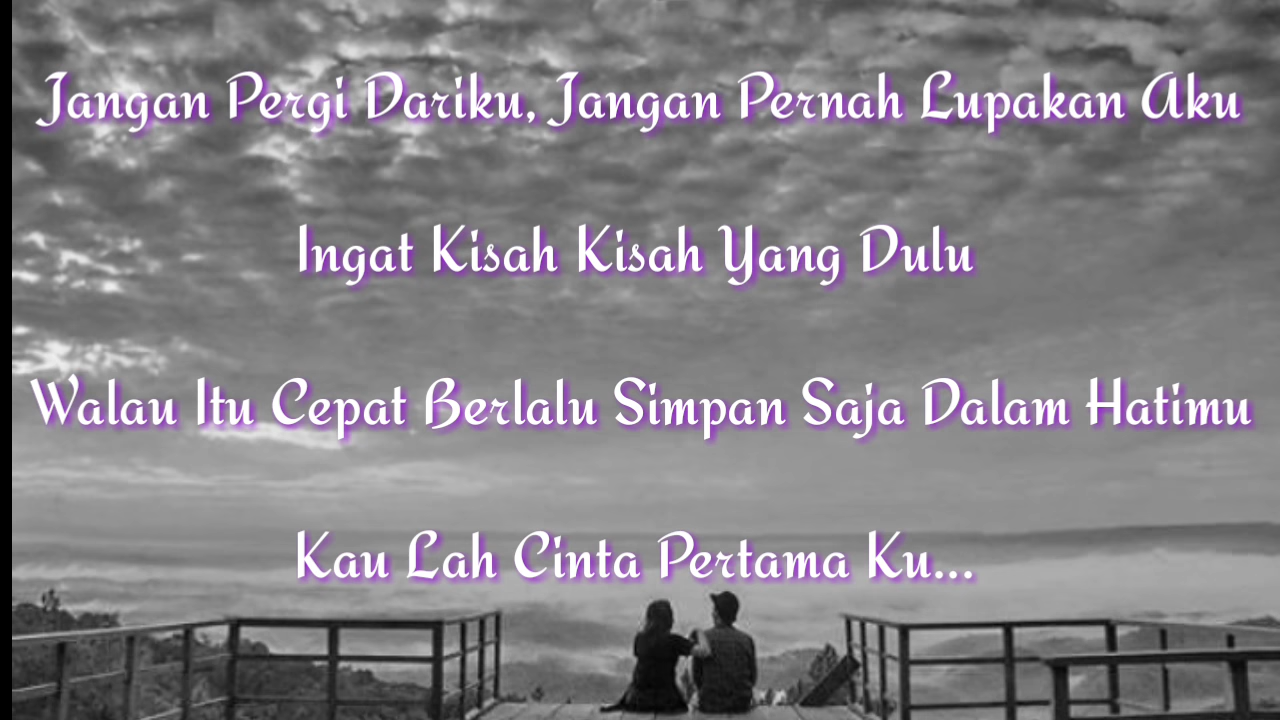 Jangan Pergi Dariku, Jangan Pernah Lupakan Aku
Ingat Kisah Kisah Yang Dulu
Walau Itu Cepat Berlalu Simpan Saja Dalam Hatimu
Kau Lah Cinta Pertama Ku...